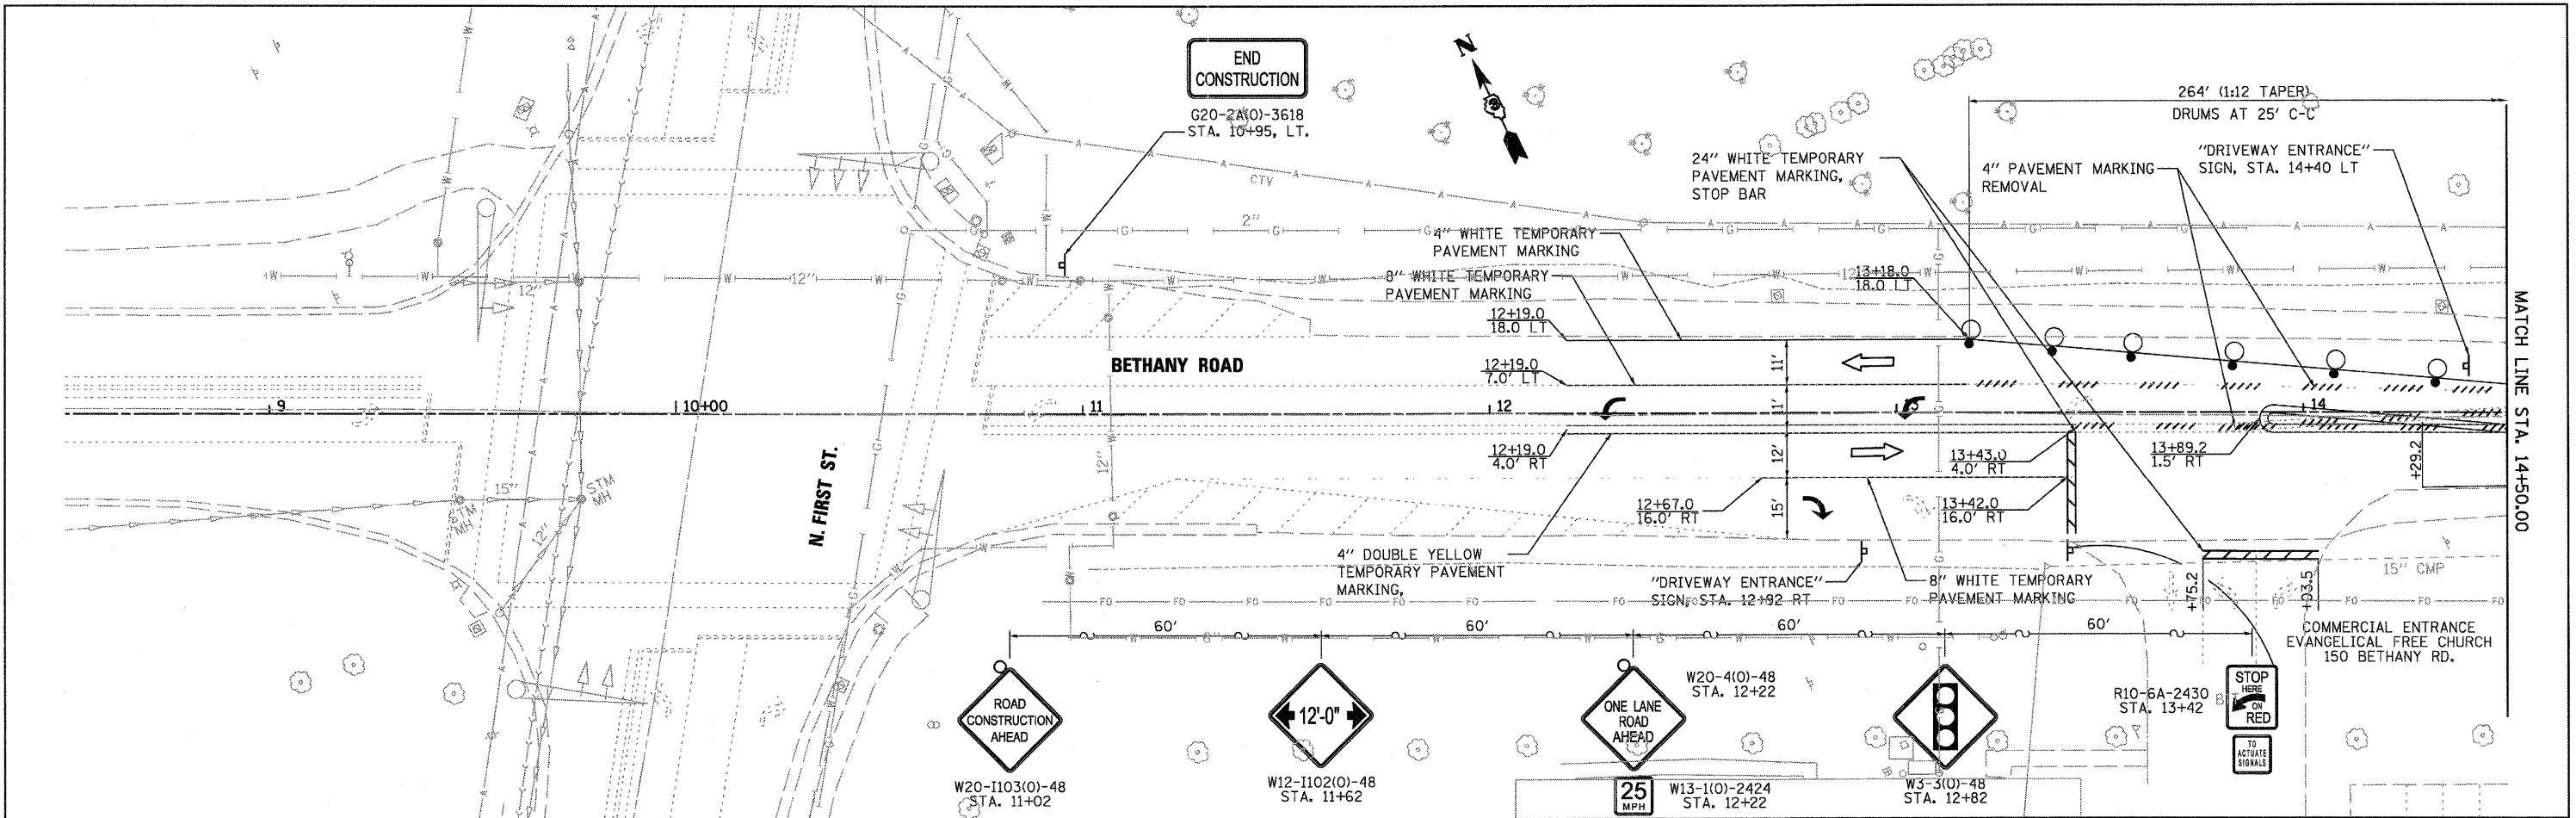 END
CONSTRUCTION
G20-2A(O)-3618
STA. 10+95, LT.
N
264' (1:12 TAPER)
DRUMS AT 25' C-C
24" WHITE TEMPORARY
PAVEMENT MARKING,
STOP BAR
4" PAVEMENT MARKING
REMOVAL
"DRIVEWAY ENTRANCE"
SIGN, STA. 14+40 LT
CTV
2"
4" WHITE TEMPORARY
PAVEMENT MARKING
8" WHITE TEMPORARY
PAVEMENT MARKING
12"
12"
13+18.0
18.0 LT
12+19.0
18.0 LT
12+19.0
7.0' LT
BETHANY ROAD
11'
11'
12'
15'
9
10+00
11
12
13
14
MATCH LINE STA. 14+50.00
12+19.0
4.0' RT
13+43.0
4.0' RT
13+89.2
1.5' RT
+29.2
12+67.0
16.0' RT
13+42.0
16.0' RT
N. FIRST ST.
15"
STM
MH
STM
MH
12"
12"
4" DOUBLE YELLOW
TEMPORARY PAVEMENT
MARKING,
"DRIVEWAY ENTRANCE"
SIGN, STA. 12+92 RT
8" WHITE TEMPORARY
PAVEMENT MARKING
15" CMP
+75.2
+93.5
COMMERCIAL ENTRANCE
EVANGELICAL FREE CHURCH
150 BETHANY RD.
60'
60'
60'
60'
ROAD
CONSTRUCTION
AHEAD
W20-I103(O)-48
STA. 11+02
12'-0"
W12-I102(O)-48
STA. 11+62
ONE LANE
ROAD
AHEAD
W20-4(O)-48
STA. 12+22
25
MPH
W13-1(O)-2424
STA. 12+22
W3-3(O)-48
STA. 12+82
R10-6A-2430
STA. 13+42
STOP
HERE
ON
RED
TO
ACTUATE
SIGNALS